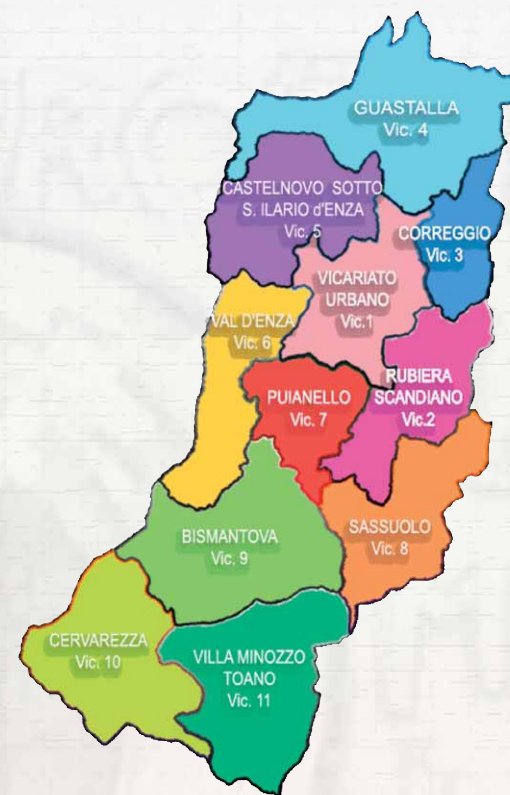 GUASTALLA
Vic. 4
CASTELNOVO SOTTO
S. ILARIO d'ENZA
Vic. 5
CORREGGIO
Vic. 3
VICARIATO
URBANO
Vic.1
VAL D'ENZA
Vic. 6
RUBIERA
SCANDIANO
Vic.2
PUIANELLO
Vic. 7
SASSUOLO
Vic. 8
BISMANTOVA
Vic. 9
CERVAREZZA
Vic. 10
VILLA MINOZZO
TOANO
Vic. 11